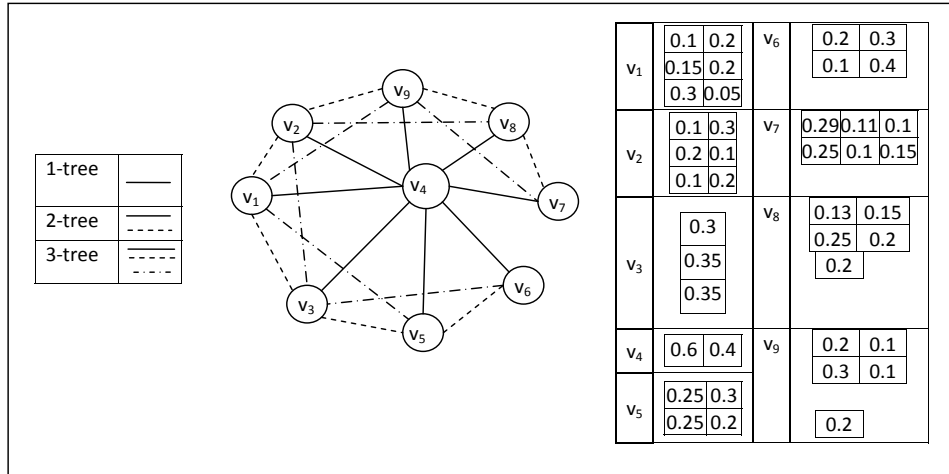 1-tree
2-tree
3-tree
v9
v2
v8
v4
v1
v7
v6
v3
v5
v1
0.1 0.2
0.15 0.2
0.3 0.05
v6
0.2 0.3
0.1 0.4
v2
0.1 0.3
0.2 0.1
0.1 0.2
v7
0.29 0.11 0.1
0.25 0.1 0.15
v3
0.3
0.35
0.35
v8
0.13 0.15
0.25 0.2
0.2
v4
0.6 0.4
v9
0.2 0.1
0.3 0.1
0.2
v5
0.25 0.3
0.25 0.2